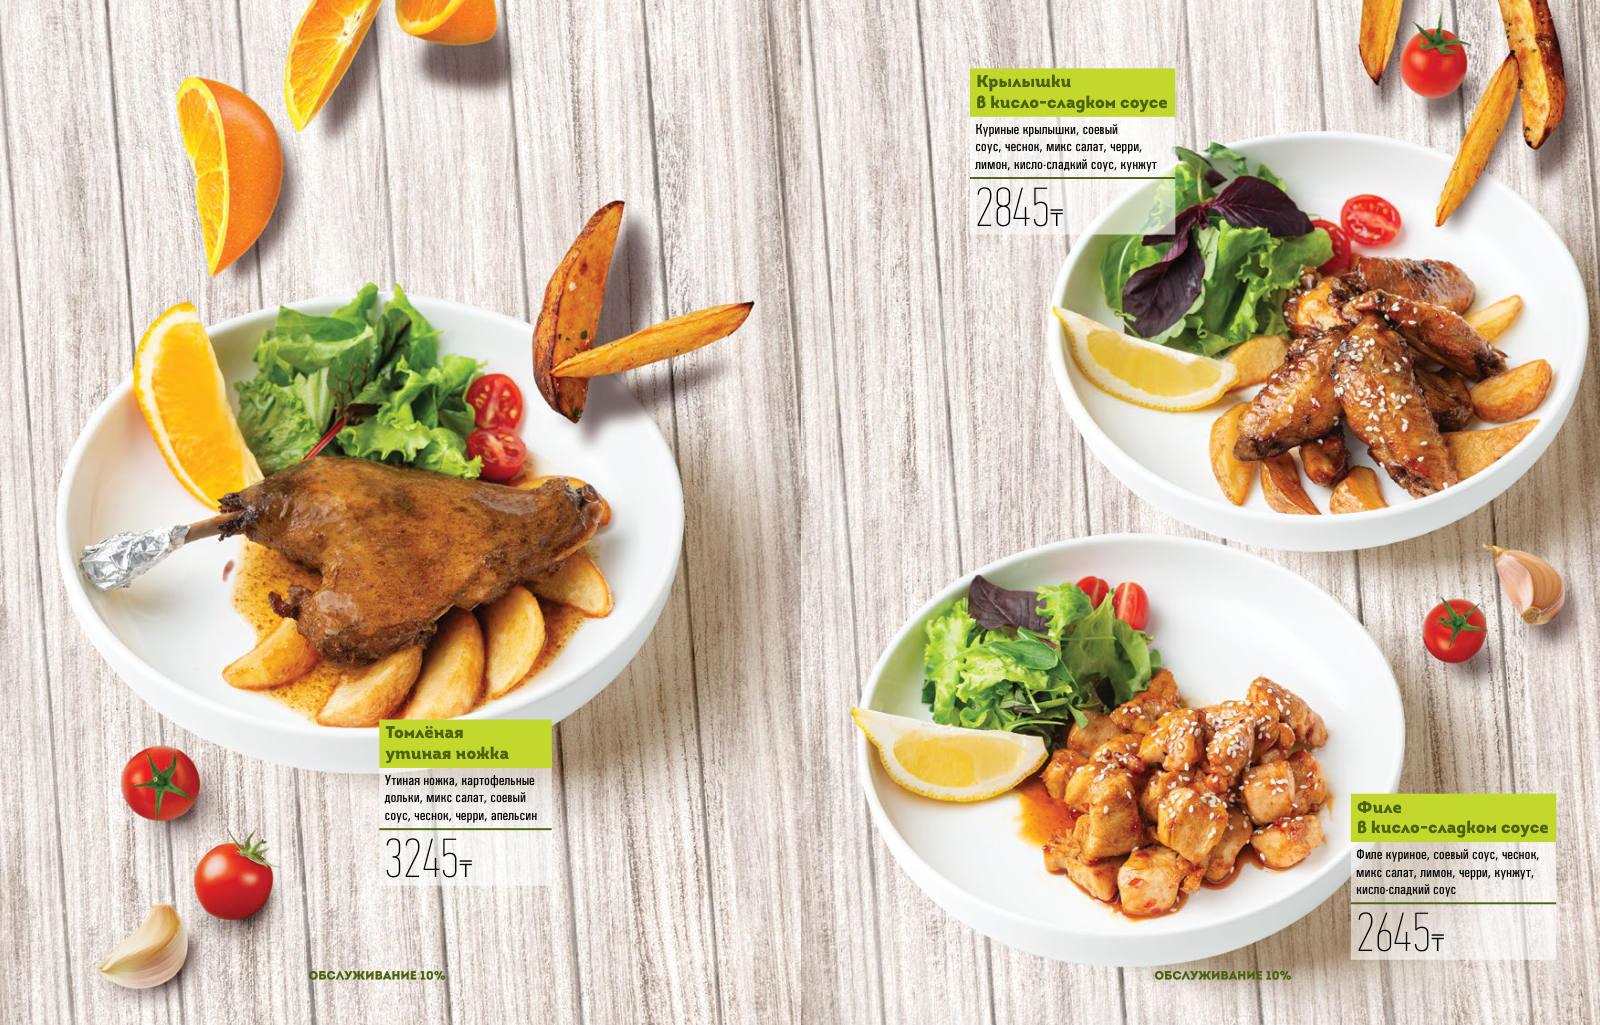 Томлёная
утиная ножка
Утиная ножка, картофельные
дольки, микс салат, соевый
соус, чеснок, черри, апельсин
3245₸
ОБСЛУЖИВАНИЕ 10%
Крылышки
в кисло-сладком соусе
Куриные крылышки, соевый
соус, чеснок, микс салат, черри,
лимон, кисло-сладкий соус, кунжут
2845₸
Филе
в кисло-сладком соусе
Филе куриное, соевый соус, чеснок,
микс салат, лимон, черри, кунжут,
кисло-сладкий соус
2645₸
ОБСЛУЖИВАНИЕ 10%